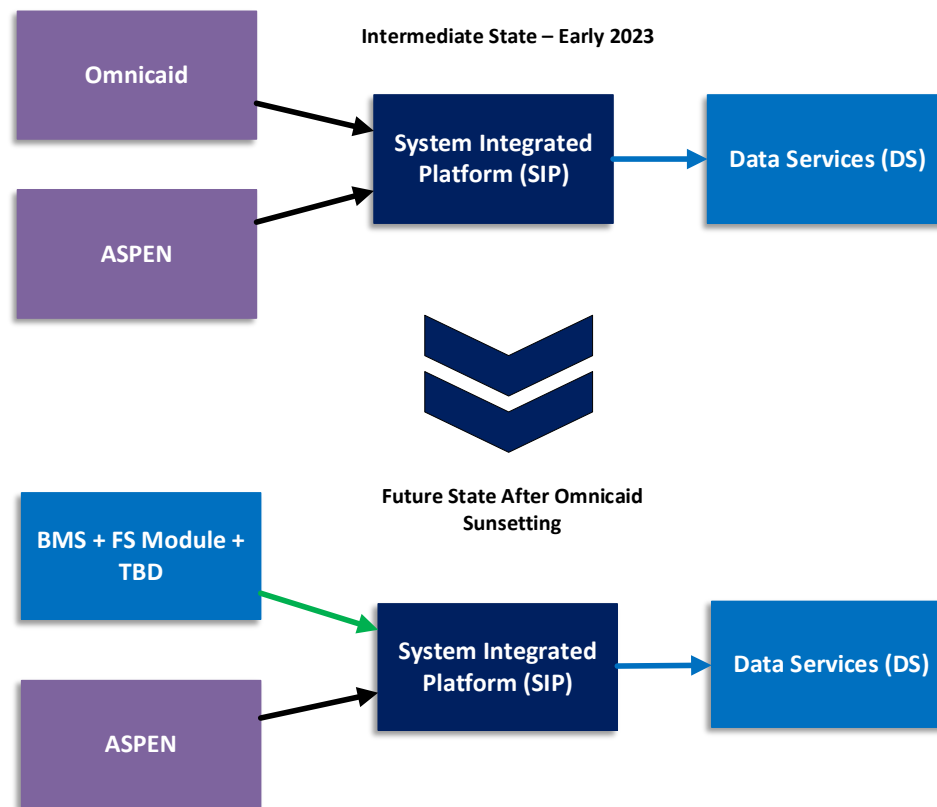 Intermediate State – Early 2023
Omnicaid
System Integrated
Platform (SIP)
Data Services (DS)
ASPEN
Future State After Omnicaid
Sunsetting
BMS + FS Module +
TBD
System Integrated
Platform (SIP)
Data Services (DS)
ASPEN